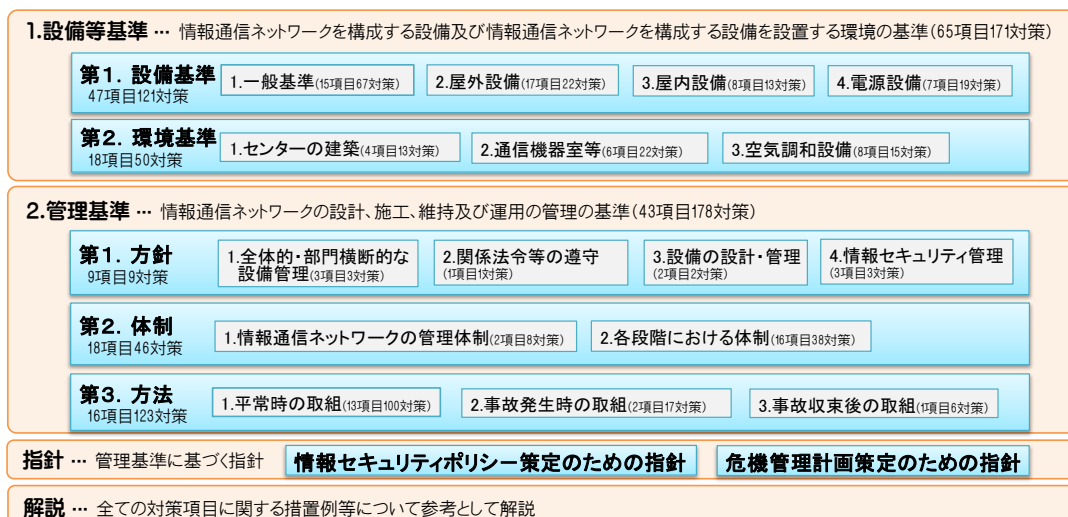 1.設備等基準 … 情報通信ネットワークを構成する設備及び情報通信ネットワークを構成する設備を設置する環境の基準(65項目171対策)
第1. 設備基準
47項目121対策
1.一般基準(15項目67対策)
2.屋外設備(17項目22対策)
3.屋内設備(8項目13対策)
4.電源設備(7項目19対策)
第2. 環境基準
18項目50対策
1.センターの建築(4項目13対策)
2.通信機器室等(6項目22対策)
3.空気調和設備(8項目15対策)
2.管理基準 … 情報通信ネットワークの設計、施工、維持及び運用の管理の基準(43項目178対策)
第1. 方針
9項目9対策
1.全体的・部門横断的な
設備管理(3項目3対策)
2.関係法令等の遵守
(1項目1対策)
3.設備の設計・管理
(2項目2対策)
4.情報セキュリティ管理
(3項目3対策)
第2. 体制
18項目46対策
1.情報通信ネットワークの管理体制(2項目8対策)
2.各段階における体制(16項目38対策)
第3. 方法
16項目123対策
1.平常時の取組(13項目100対策)
2.事故発生時の取組(2項目17対策)
3.事故収束後の取組(1項目6対策)
指針 … 管理基準に基づく指針
情報セキュリティポリシー策定のための指針
危機管理計画策定のための指針
解説 … 全ての対策項目に関する措置例等について参考として解説